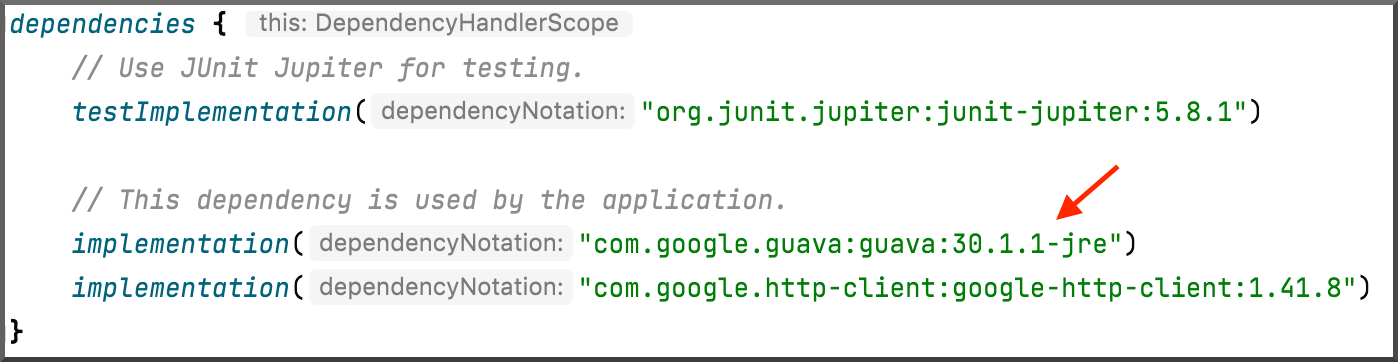 dependencies { this: DependencyHandlerScope
// Use JUnit Jupiter for testing.
testImplementation( dependencyNotation: "org.junit.jupiter:junit-jupiter:5.8.1")
// This dependency is used by the application.
implementation( dependencyNotation: "com.google.guava:guava:30.1.1-jre")
implementation( dependencyNotation: "com.google.http-client:google-http-client:1.41.8")
}